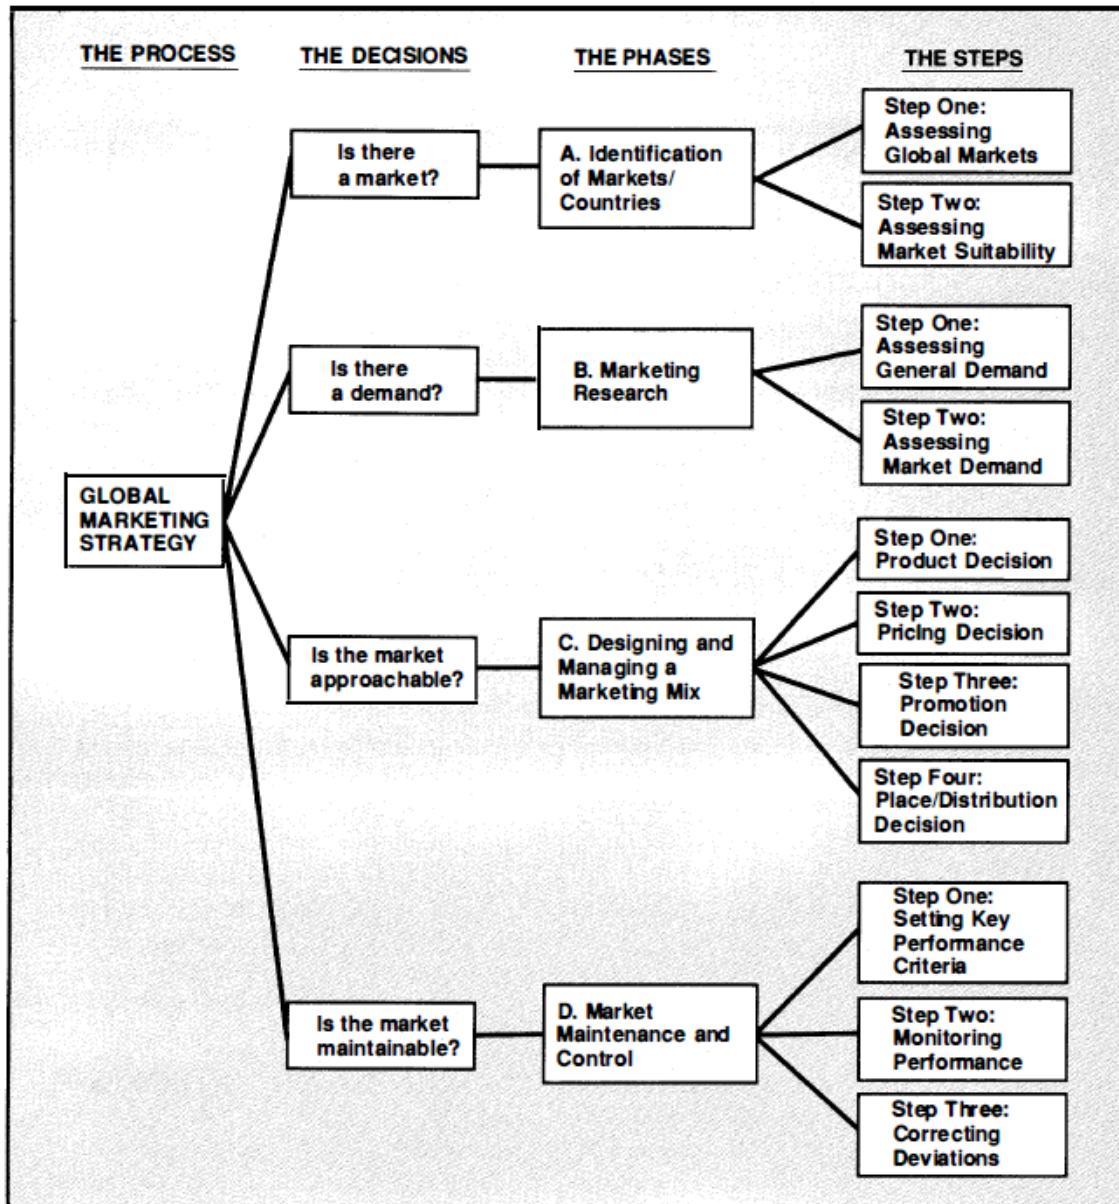 THE PROCESS
THE DECISIONS
THE PHASES
THE STEPS
GLOBAL
MARKETING
STRATEGY
Is there
a market?
A. Identification
of Markets/
Countries
Step One:
Assessing
Global Markets
Step Two:
Assessing
Market Suitability
Is there
a demand?
B. Marketing
Research
Step One:
Assessing
General Demand
Step Two:
Assessing
Market Demand
Is the market
approachable?
C. Designing and
Managing a
Marketing Mix
Step One:
Product Decision
Step Two:
PricIng Decision
Step Three:
Promotion
Decision
Step Four:
Place/Distribution
Decision
Is the market
maintainable?
D. Market
Maintenance and
Control
Step One:
Setting Key
Performance
Criteria
Step Two:
Monitoring
Performance
Step Three:
Correcting
Deviations